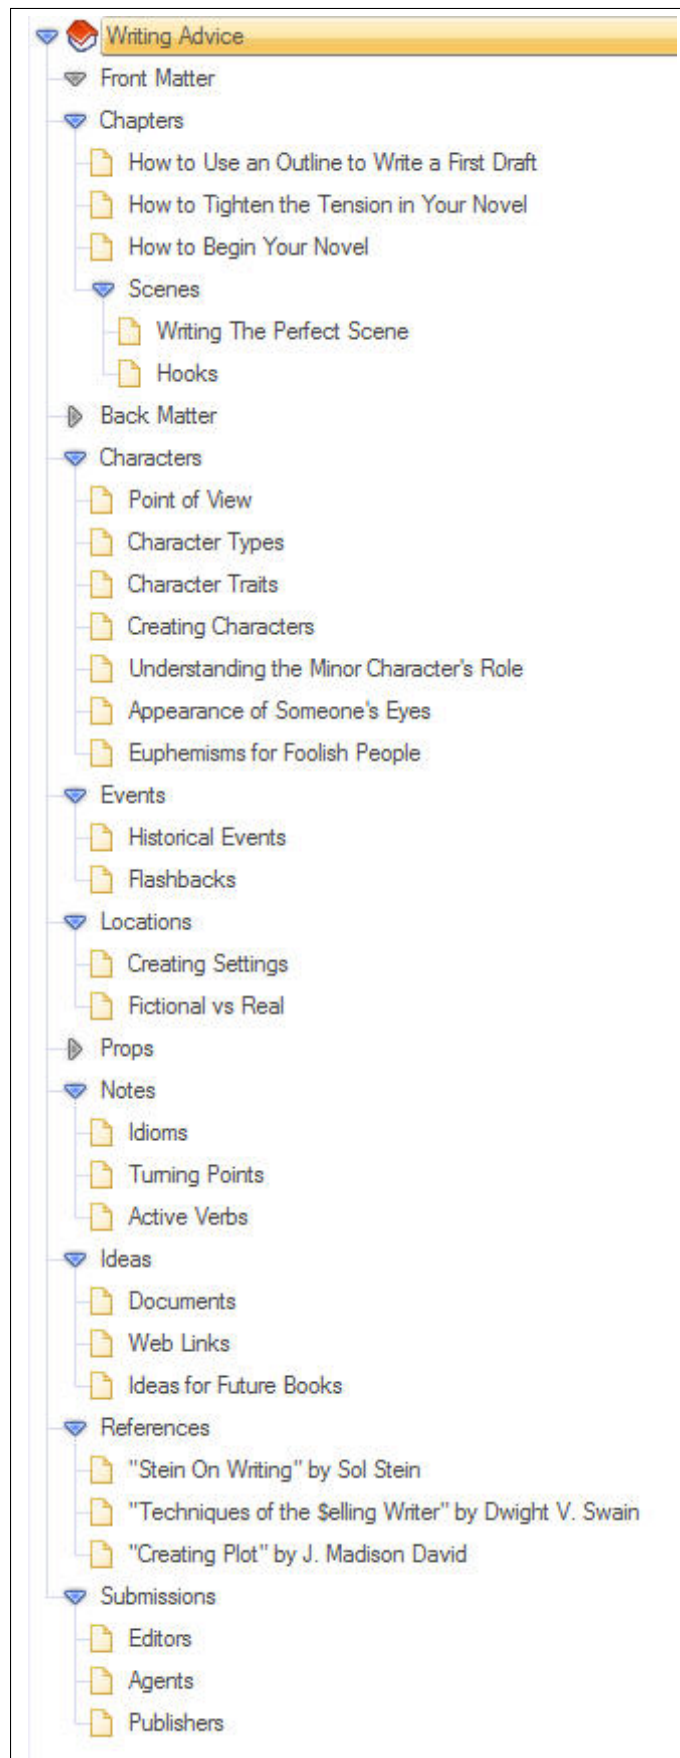 Writing Advice
Front Matter
Chapters
How to Use an Outline to Write a First Draft
How to Tighten the Tension in Your Novel
How to Begin Your Novel
Scenes
Writing The Perfect Scene
Hooks
Back Matter
Characters
Point of View
Character Types
Character Traits
Creating Characters
Understanding the Minor Character's Role
Appearance of Someone's Eyes
Euphemisms for Foolish People
Events
Historical Events
Flashbacks
Locations
Creating Settings
Fictional vs Real
Props
Notes
Idioms
Turning Points
Active Verbs
Ideas
Documents
Web Links
Ideas for Future Books
References
"Stein On Writing" by Sol Stein
"Techniques of the $elling Writer" by Dwight V. Swain
"Creating Plot" by J. Madison David
Submissions
Editors
Agents
Publishers